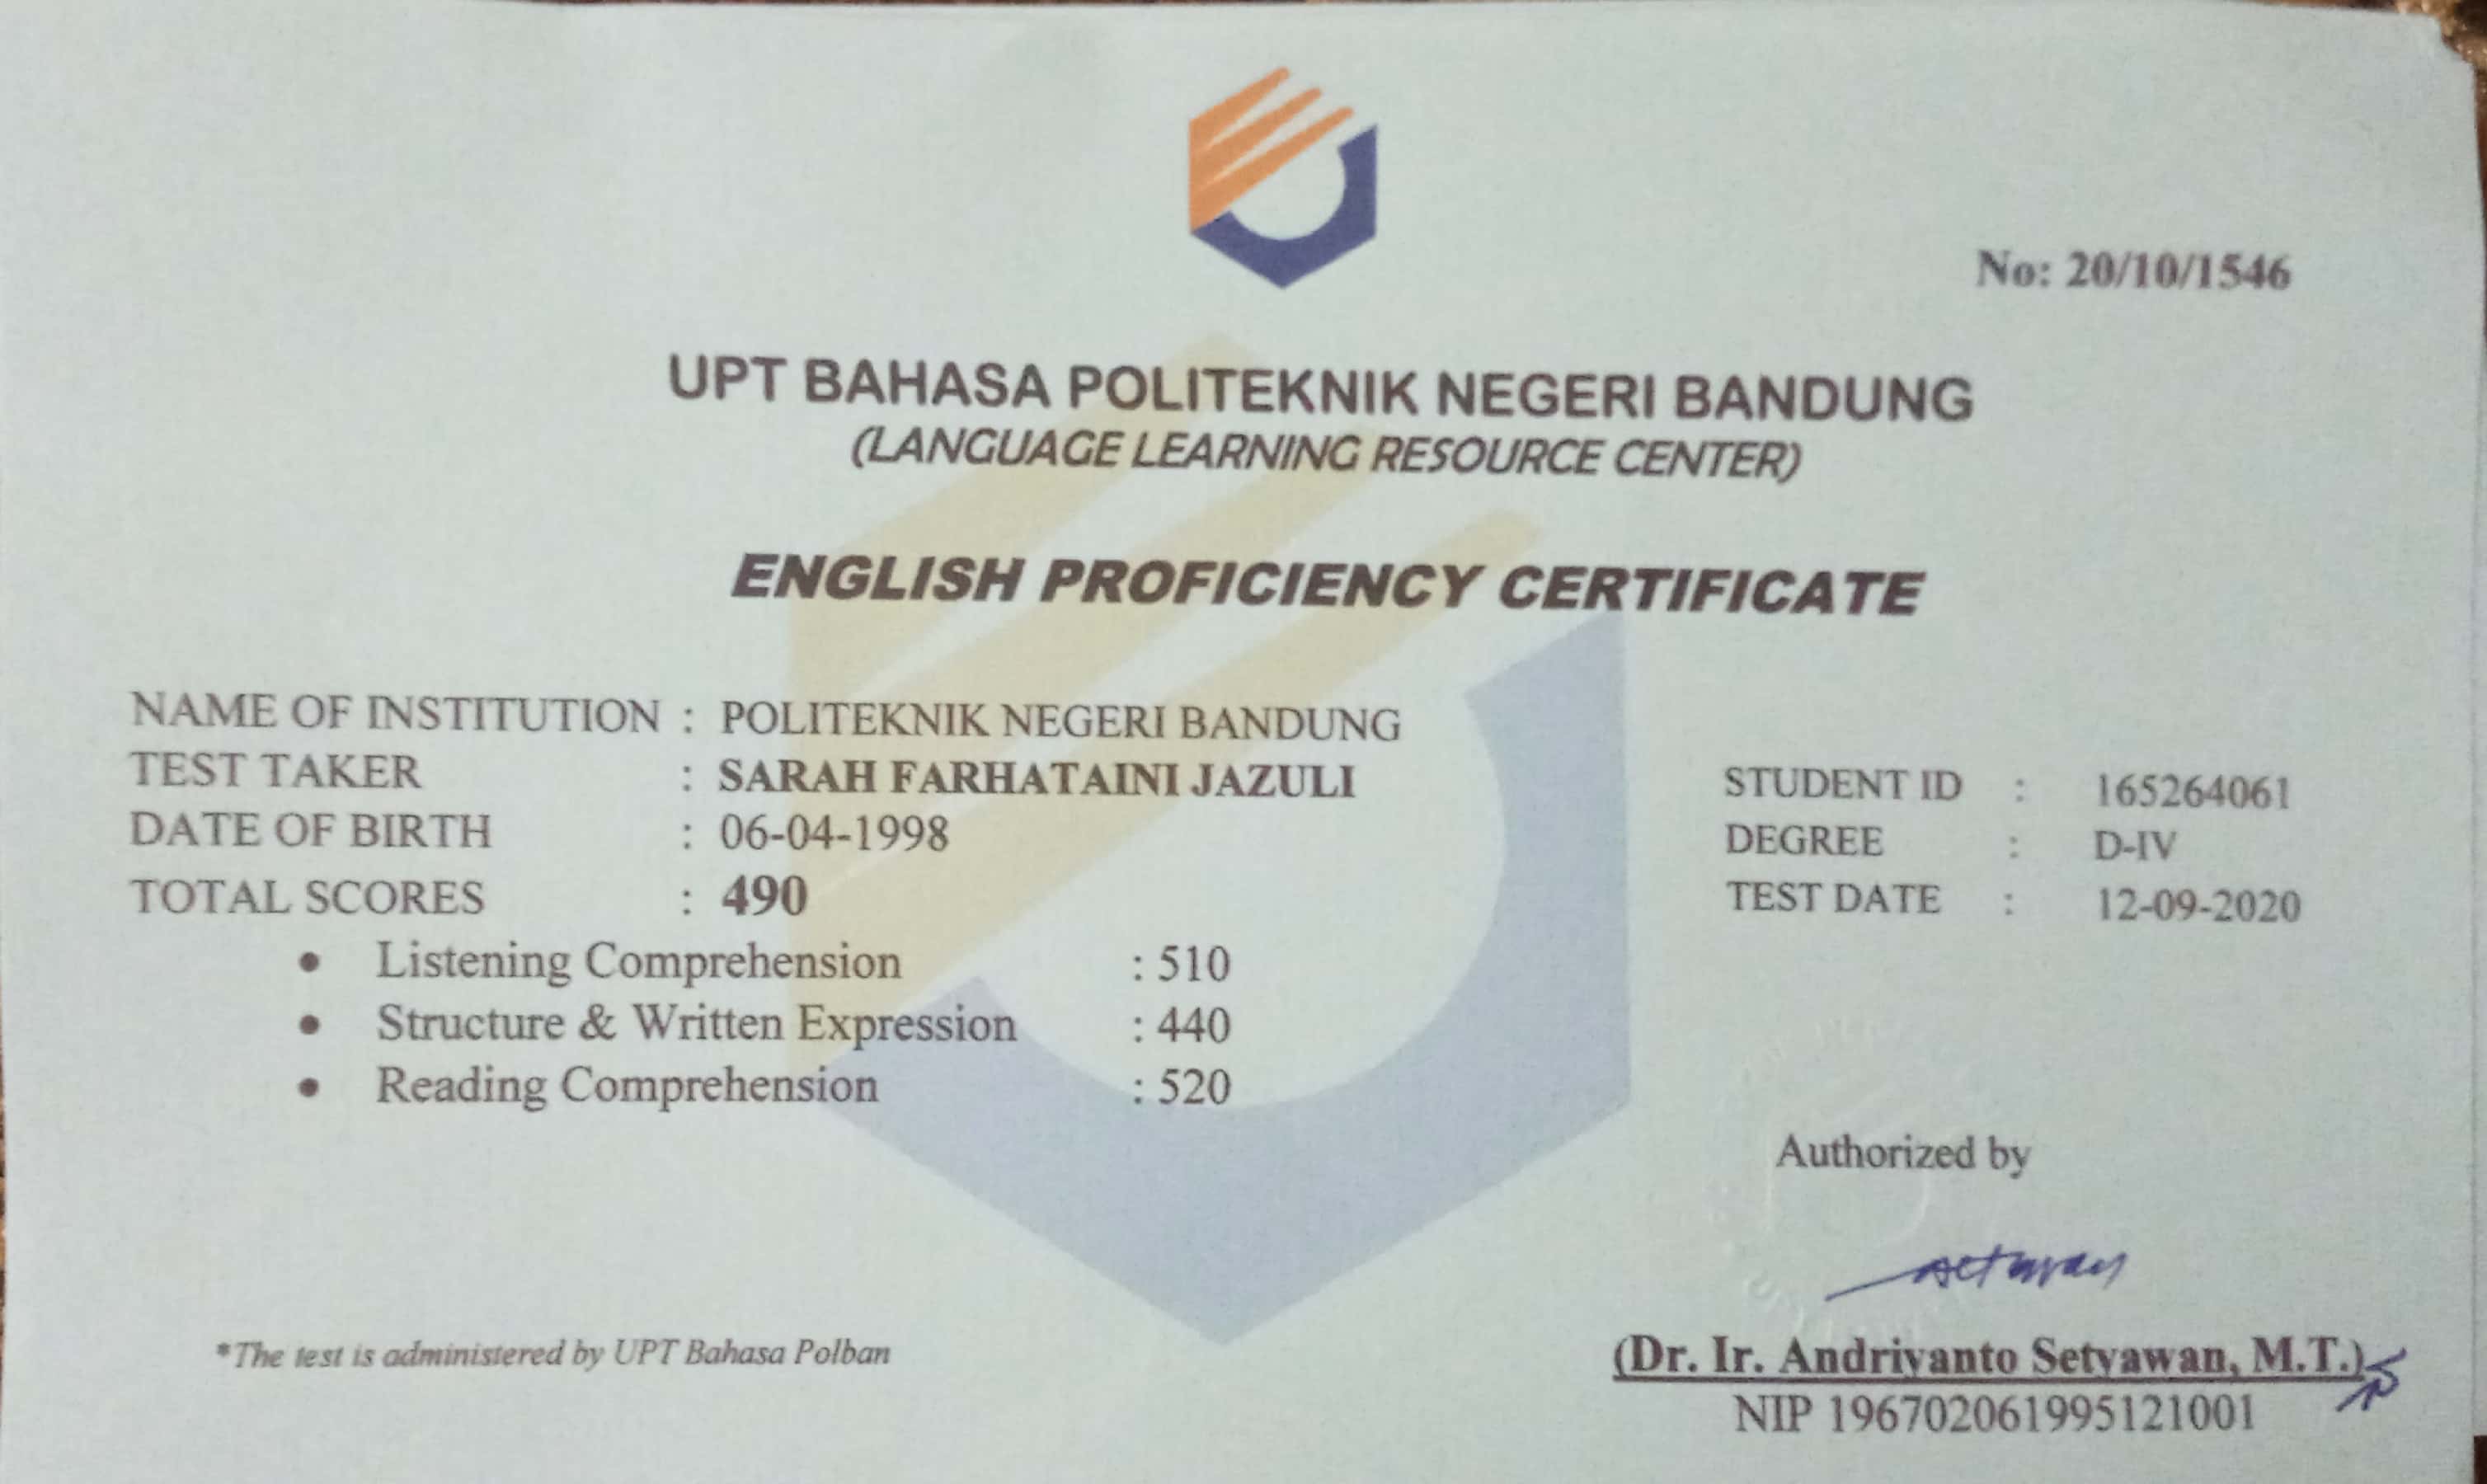 No: 20/10/1546
UPT BAHASA POLITEKNIK NEGERI BANDUNG
(LANGUAGE LEARNING RESOURCE CENTER)
ENGLISH PROFICIENCY CERTIFICATE
NAME OF INSTITUTION : POLITEKNIK NEGERI BANDUNG
TEST TAKER : SARAH FARHATAINI JAZULI
DATE OF BIRTH : 06-04-1998
TOTAL SCORES : 490
• Listening Comprehension : 510
• Structure & Written Expression : 440
• Reading Comprehension : 520
STUDENT ID : 165264061
DEGREE : D-IV
TEST DATE : 12-09-2020
Authorized by
(Dr. Ir. Andriyanto Setyawan, M.T.)
NIP 196702061995121001
*The test is administered by UPT Bahasa Polban